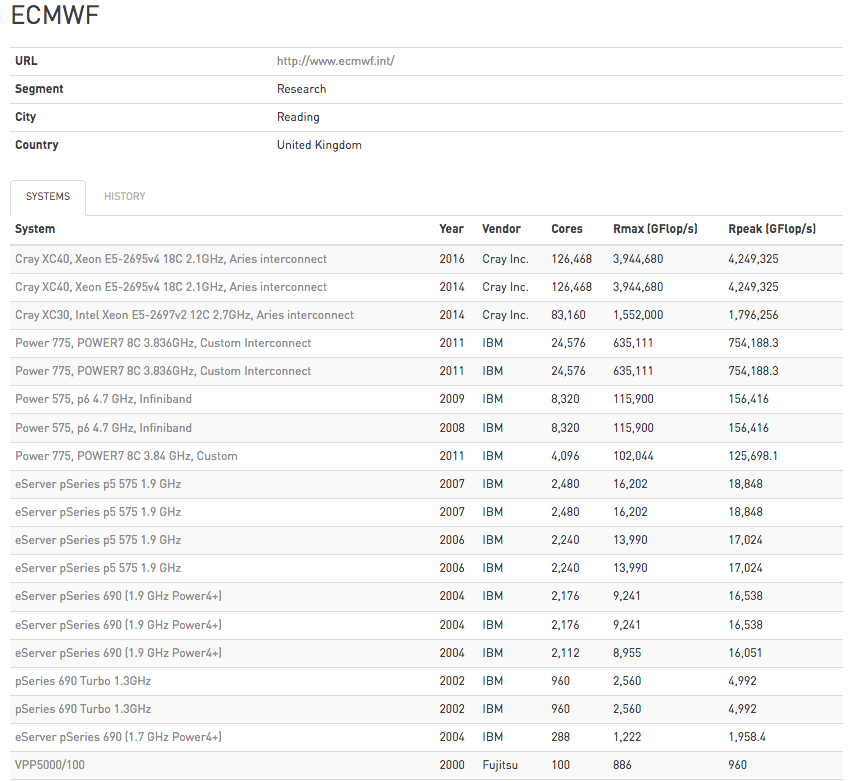 ECMWF
URL http://www.ecmwf.int/
Segment Research
City Reading
Country United Kingdom
SYSTEMS HISTORY
System Year Vendor Cores Rmax (GFlop/s) Rpeak (GFlop/s)
Cray XC40, Xeon E5-2695v4 18C 2.1GHz, Aries interconnect 2016 Cray Inc. 126,468 3,944,680 4,249,325
Cray XC40, Xeon E5-2695v4 18C 2.1GHz, Aries interconnect 2014 Cray Inc. 126,468 3,944,680 4,249,325
Cray XC30, Intel Xeon E5-2697v2 12C 2.7GHz, Aries interconnect 2014 Cray Inc. 83,160 1,552,000 1,796,256
Power 775, POWER7 8C 3.836GHz, Custom Interconnect 2011 IBM 24,576 635,111 754,188.3
Power 775, POWER7 8C 3.836GHz, Custom Interconnect 2011 IBM 24,576 635,111 754,188.3
Power 575, p6 4.7 GHz, Infiniband 2009 IBM 8,320 115,900 156,416
Power 575, p6 4.7 GHz, Infiniband 2008 IBM 8,320 115,900 156,416
Power 775, POWER7 8C 3.84 GHz, Custom 2011 IBM 4,096 102,044 125,698.1
eServer pSeries p5 575 1.9 GHz 2007 IBM 2,480 16,202 18,848
eServer pSeries p5 575 1.9 GHz 2007 IBM 2,480 16,202 18,848
eServer pSeries p5 575 1.9 GHz 2006 IBM 2,240 13,990 17,024
eServer pSeries p5 575 1.9 GHz 2006 IBM 2,240 13,990 17,024
eServer pSeries 690 (1.9 GHz Power4+) 2004 IBM 2,176 9,241 16,538
eServer pSeries 690 (1.9 GHz Power4+) 2004 IBM 2,176 9,241 16,538
eServer pSeries 690 (1.9 GHz Power4+) 2004 IBM 2,112 8,955 16,051
pSeries 690 Turbo 1.3GHz 2002 IBM 960 2,560 4,992
pSeries 690 Turbo 1.3GHz 2002 IBM 960 2,560 4,992
eServer pSeries 690 (1.7 GHz Power4+) 2004 IBM 288 1,222 1,958.4
VPP5000/100 2000 Fujitsu 100 886 960